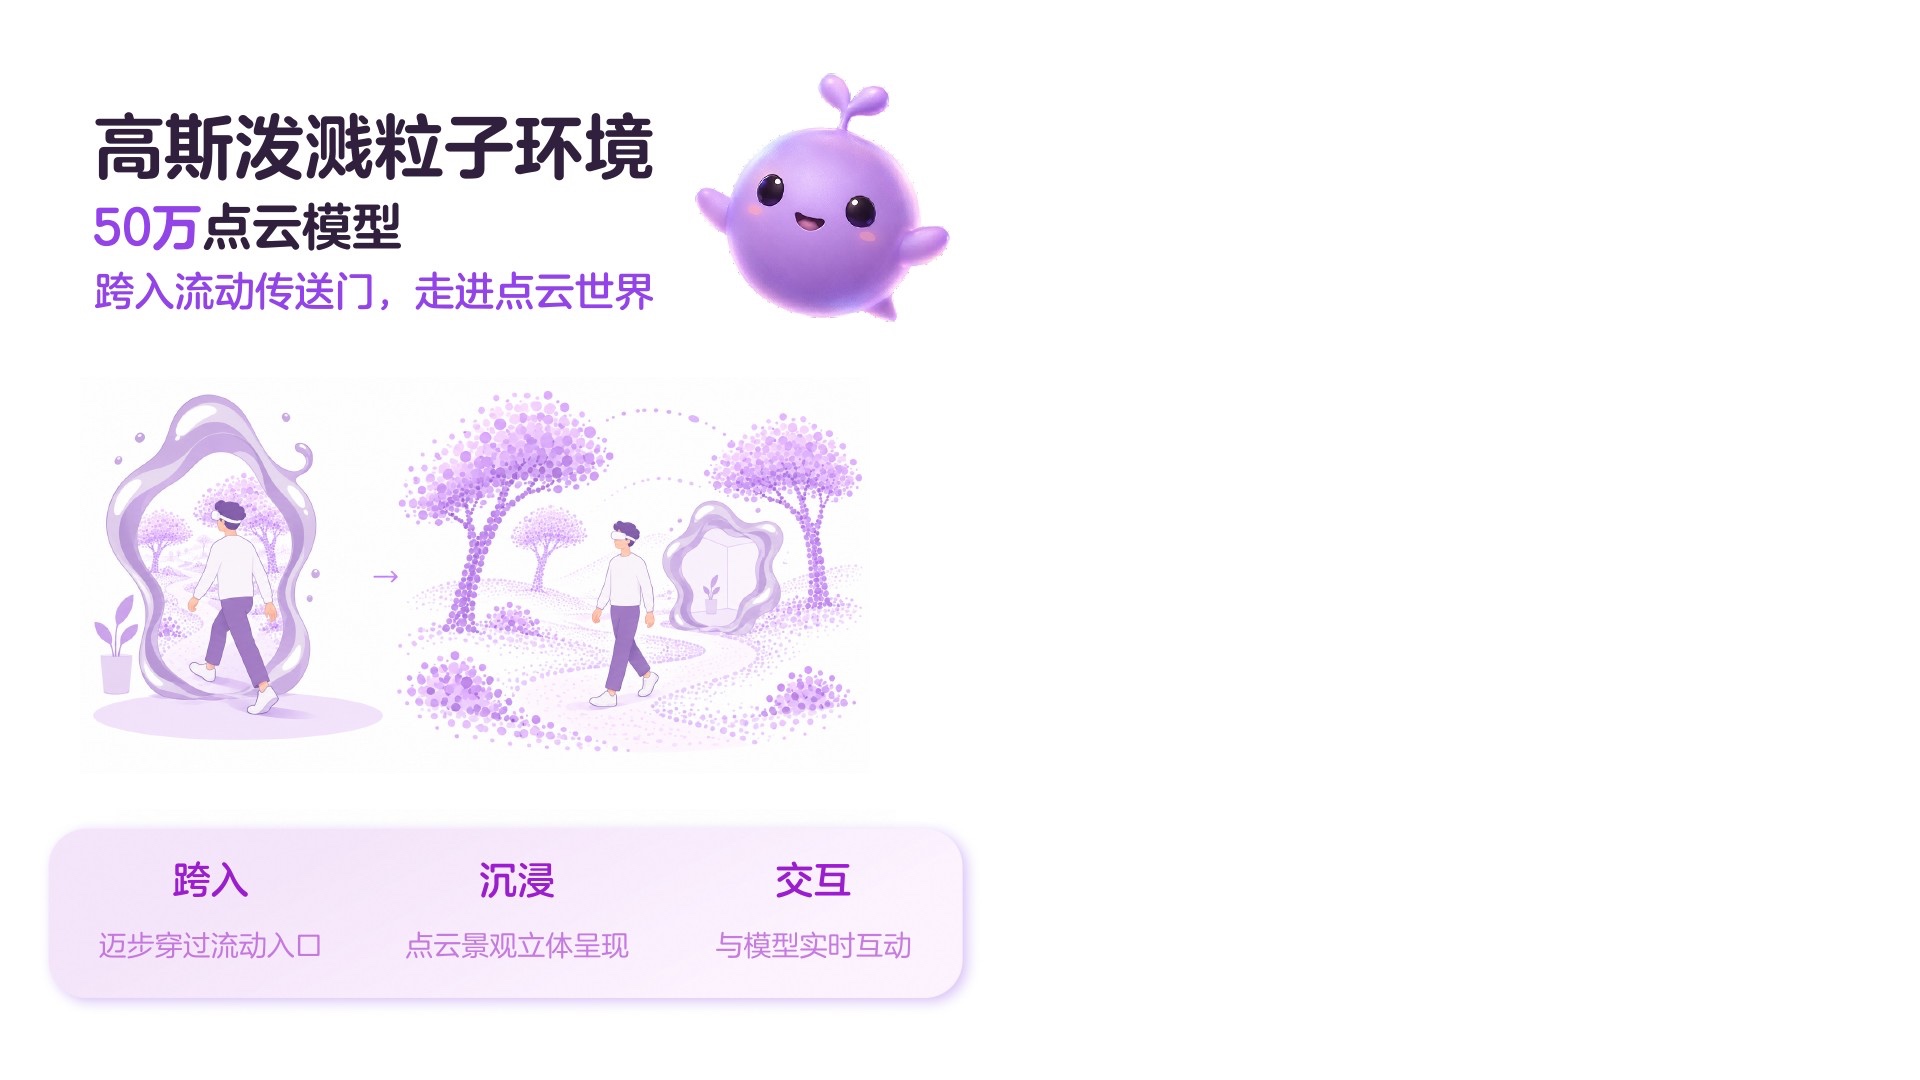 高斯泼溅粒子环境
50万点云模型
跨入流动传送门，走进点云世界
→
跨入
迈步穿过流动入口
沉浸
点云景观立体呈现
交互
与模型实时互动